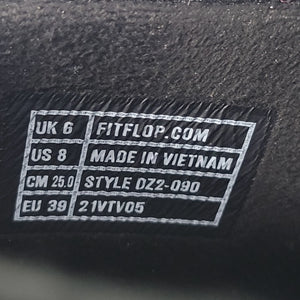 UK 6 FITFLOP.COM
US 8 MADE IN VIETNAM
CM 25.0 STYLE DZ2-090
EU 39 21VTV05